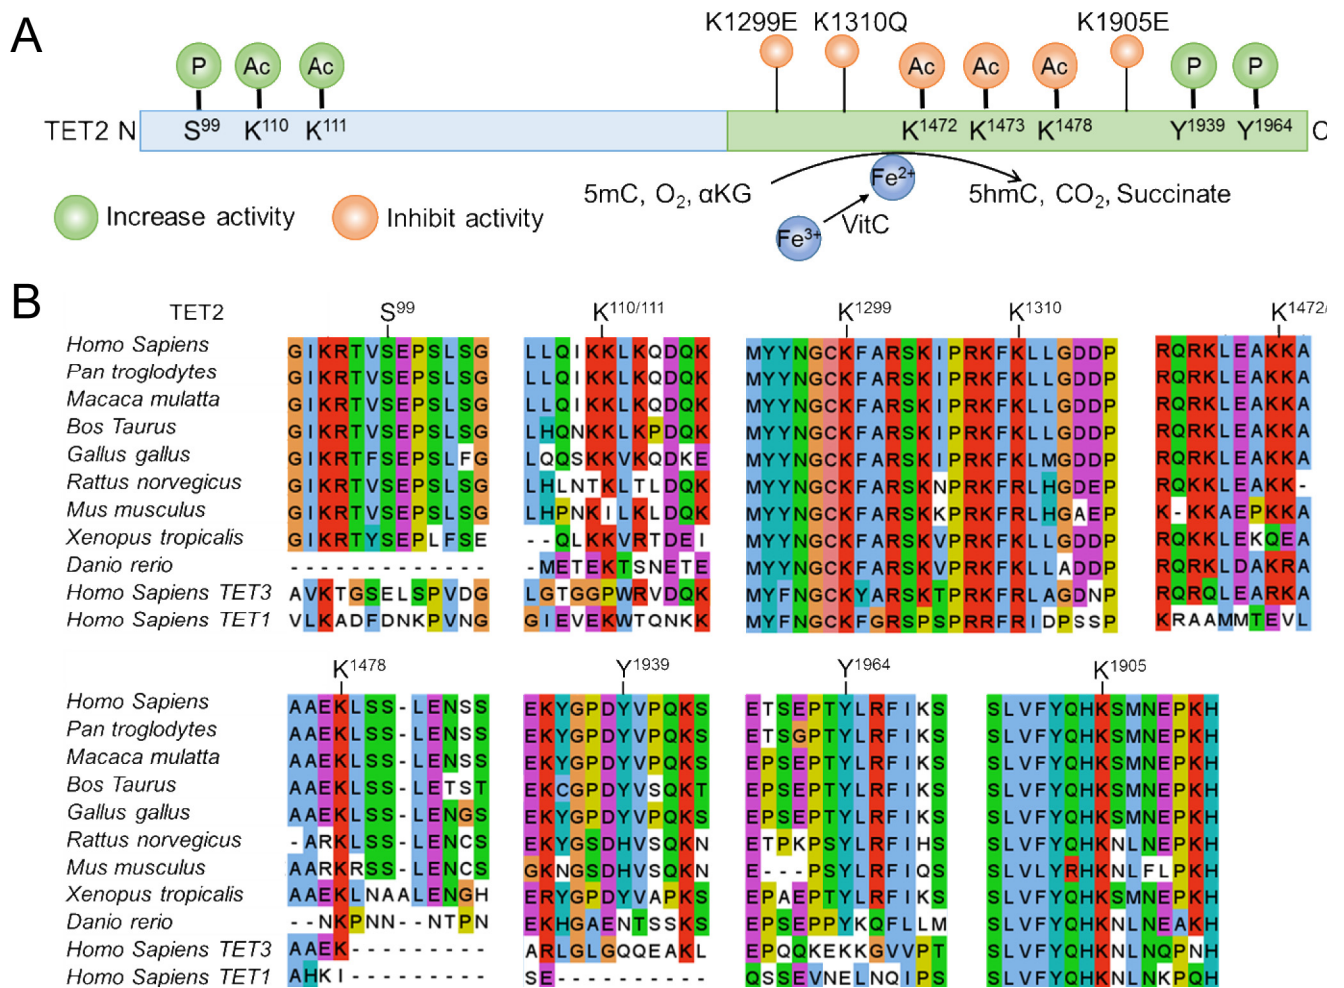 A
K1299E K1310Q K1905E
P Ac Ac Ac Ac Ac P P
TET2 N S⁹⁹ K¹¹⁰ K¹¹¹ K¹⁴⁷² K¹⁴⁷³ K¹⁴⁷⁸ Y¹⁹³⁹ Y¹⁹⁶⁴ C
5mC, O₂, αKG Fe²⁺ 5hmC, CO₂, Succinate
Increase activity Inhibit activity Fe³⁺ VitC
B
TET2 S⁹⁹ K¹¹⁰/¹¹¹ K¹²⁹⁹ K¹³¹⁰ K¹⁴⁷²/
Homo Sapiens GIKRTVSEPSLSG LLQIKKLKQDQK MYYNGCKFARSKIPRKFKLLGDDP RQRKLEAKKA
Pan troglodytes GIKRTVSEPSLSG LLQIKKLKQDQK MYYNGCKFARSKIPRKFKLLGDDP RQRKLEAKKA
Macaca mulatta GIKRTVSEPSLSG LLQIKKLKQDQK MYYNGCKFARSKIPRKFKLLGDDP RQRKLEAKKA
Bos Taurus GIKRTVSEPSLSG LHQNKKLKPDQK MYYNGCKFARSKIPRKFKLLGDDP RQRKLEAKKA
Gallus gallus GIKRTFSEPSLFG LQQSKKVKQDKE MYYNGCKFARSKIPRKFKLMGDDP RQRKLEAKKA
Rattus norvegicus GIKRTVSEPSLSG LHLNTKLTLDQK MYYNGCKFARSKNPRKFRLHGDEP RQKKLEAKK-
Mus musculus GIKRTVSEPSLSG LHPNKILKLDQK MYYNGCKFARSKKPRKFRLHGAEP K-KKAEPKKA
Xenopus tropicalis GIKRTYSEPLFSE --QLKKVRTDEI MYYNGCKFARSKVPRKFRLLGDDP RQKKLEKQEA
Danio rerio ------------- -METEKTSNETE MYYNGCKFARSKVPRKFKLLADDP RQRKLDAKRA
Homo Sapiens TET3 AVKTGSELSPVDG LGTGGPWRVDQK MYFNGCKYARSKTPRKFRLAGDNP RQRQLEARKA
Homo Sapiens TET1 VLKADFDNKPVNG GIEVEKWTQNKK MYFNGCKFGRSPSPRRFRIDPSSP KRAAMMTEVL
K¹⁴⁷⁸ Y¹⁹³⁹ Y¹⁹⁶⁴ K¹⁹⁰⁵
Homo Sapiens AAEKLSS-LENSS EKYGPDYVPQKS ETSEPTYLRFIKS SLVFYQHKSMNEPKH
Pan troglodytes AAEKLSS-LENSS EKYGPDYVPQKS ETSGPTYLRFIKS SLVFYQHKSMNEPKH
Macaca mulatta AAEKLSS-LENSS EKYGPDYVPQKS EPSEPTYLRFIKS SLVFYQHKSMNEPKH
Bos Taurus AAEKLSS-LETST EKCGPDYVSQKT EPSEPTYLRFIKS SLVFYQHKSMNEPKH
Gallus gallus AAEKLSS-LENGS EKYGPDYVPQKS EPSEPTYLRFIKS SLVFYQHKSMNEPKH
Rattus norvegicus -ARKLSS-LENCS EKYGSDHVSQKN ETPKPSYLRFIHS SLVFYQHKNLNEPKH
Mus musculus AARKRSS-LENCS GKNGSDHVSQKN E---PSYLRFIQS SLVLYRHKNLFLPKH
Xenopus tropicalis AAEKLNAALENGH ERYGPDYVAPKS EPAEPTYLRFIKS SLVFYQHKSMNEPKH
Danio rerio --NKPNN--NTPN EKHGAENTSSKS EPSEPPYKQFLLM SLVFYQHKNLNEAKH
Homo Sapiens TET3 AAEK--------- ARLGLGQQEAKL EPQQKEKKGVVPT SLVFYQHKNLNQPNH
Homo Sapiens TET1 AHKI--------- SE---------- QSSEVNELNQIPS SLVFYQHKNLNKPQH